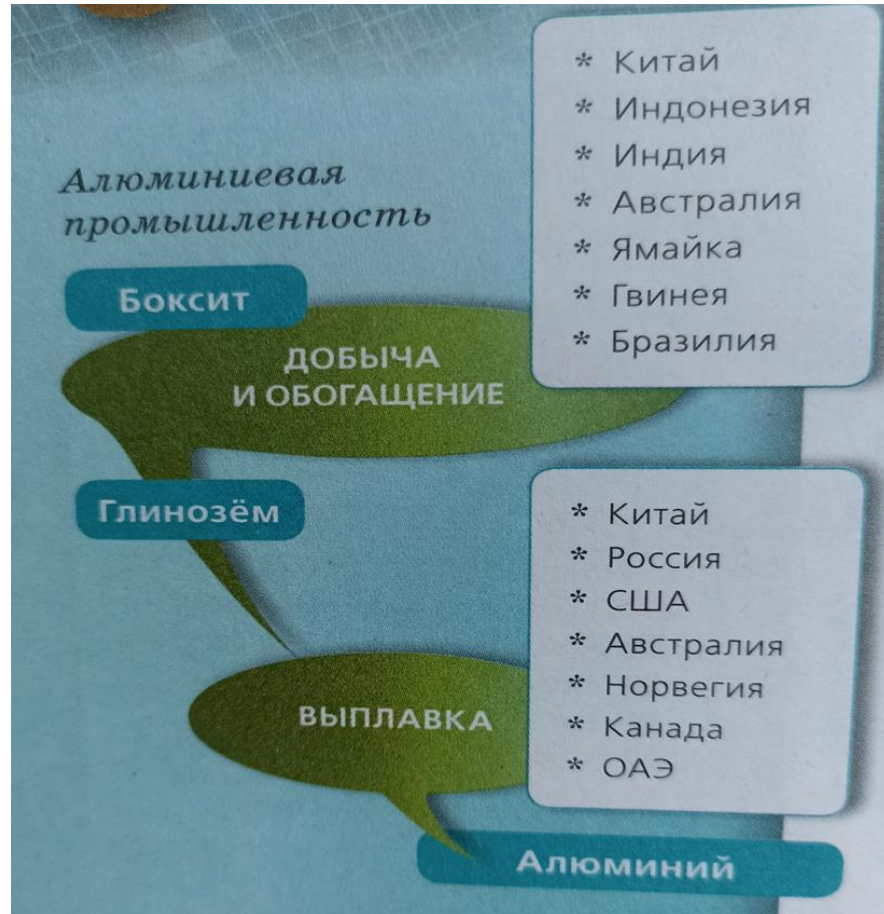 Алюминиевая
промышленность
Боксит
ДОБЫЧА
И ОБОГАЩЕНИЕ
* Китай
* Индонезия
* Индия
* Австралия
* Ямайка
* Гвинея
* Бразилия
Глинозём
ВЫПЛАВКА
* Китай
* Россия
* США
* Австралия
* Норвегия
* Канада
* ОАЭ
Алюминий